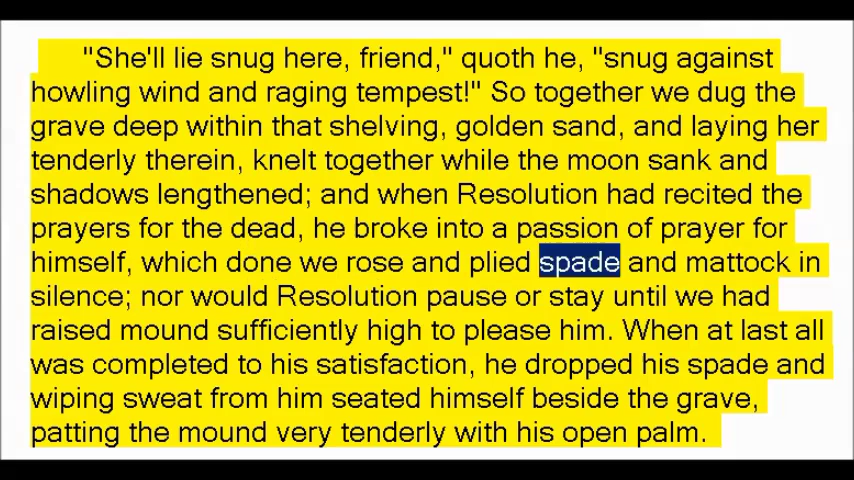 "She'll lie snug here, friend," quoth he, "snug against
howling wind and raging tempest!" So together we dug the
grave deep within that shelving, golden sand, and laying her
tenderly therein, knelt together while the moon sank and
shadows lengthened; and when Resolution had recited the
prayers for the dead, he broke into a passion of prayer for
himself, which done we rose and plied spade and mattock in
silence; nor would Resolution pause or stay until we had
raised mound sufficiently high to please him. When at last all
was completed to his satisfaction, he dropped his spade and
wiping sweat from him seated himself beside the grave,
patting the mound very tenderly with his open palm.